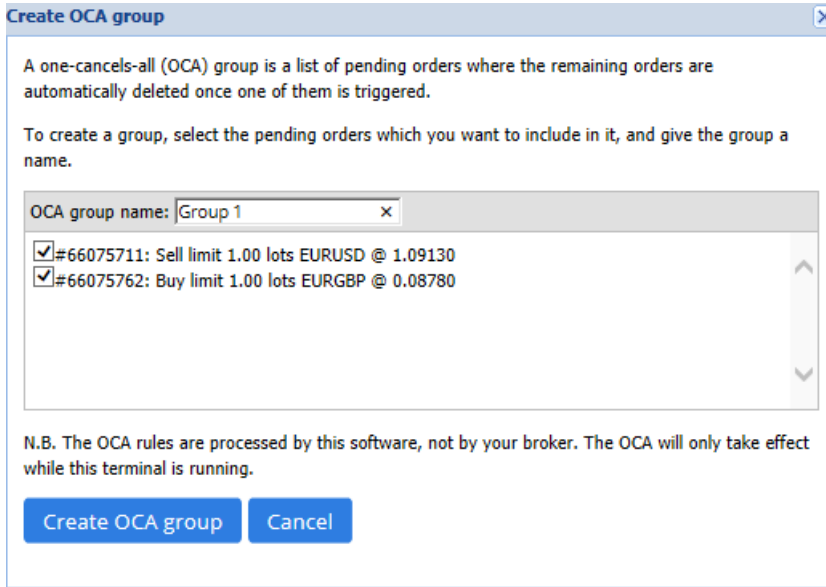 Create OCA group
A one-cancels-all (OCA) group is a list of pending orders where the remaining orders are
automatically deleted once one of them is triggered.
To create a group, select the pending orders which you want to include in it, and give the group a
name.
OCA group name: Group 1
#66075711: Sell limit 1.00 lots EURUSD @ 1.09130
#66075762: Buy limit 1.00 lots EURGBP @ 0.08780
N.B. The OCA rules are processed by this software, not by your broker. The OCA will only take effect
while this terminal is running.
Create OCA group Cancel